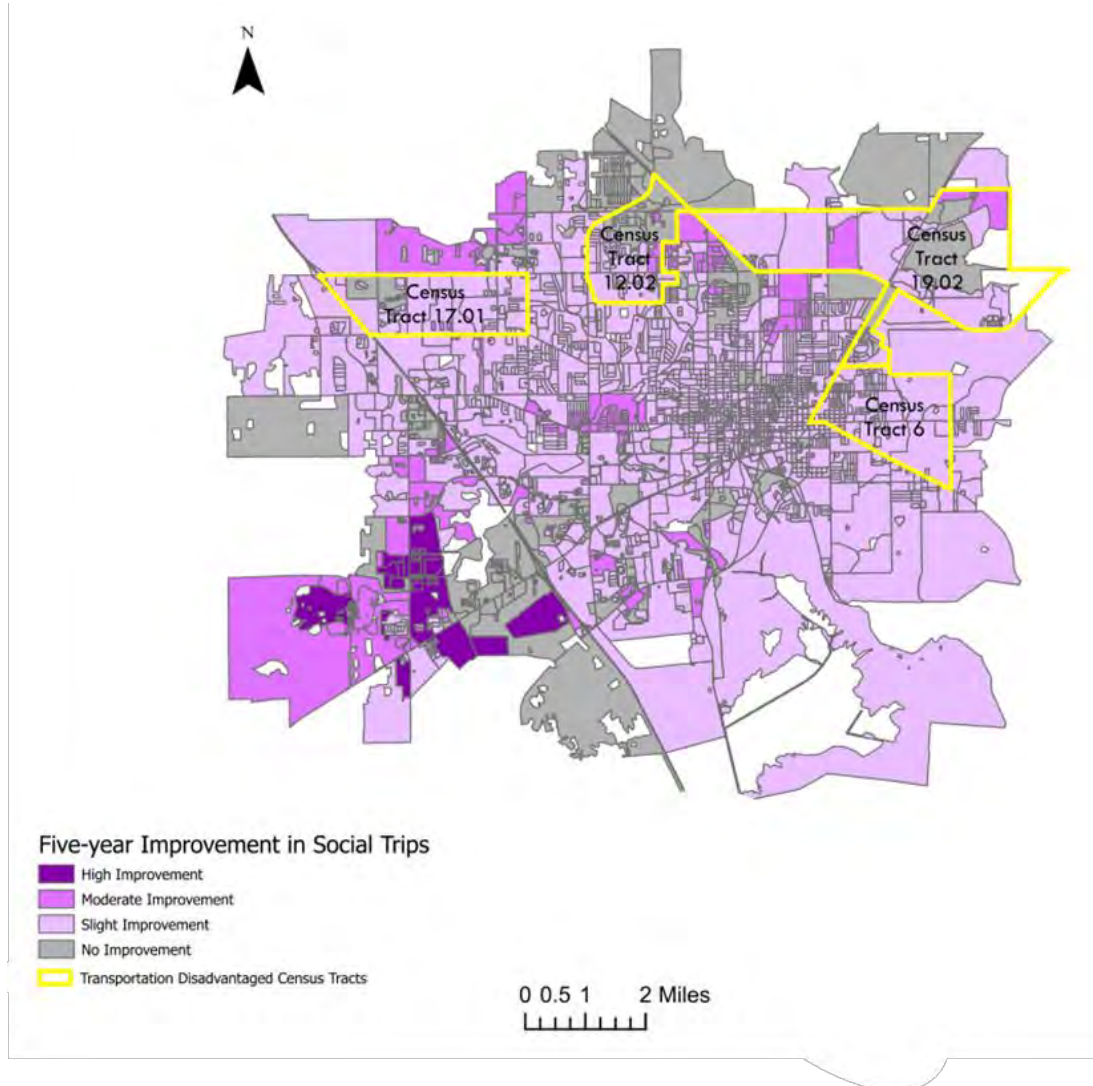 N
Census
Tract
12.02
Census
Tract
19.02
Census
Tract 17.01
Census
Tract 6
Five-year Improvement in Social Trips
High Improvement
Moderate Improvement
Slight Improvement
No Improvement
Transportation Disadvantaged Census Tracts
0 0.5 1 2 Miles